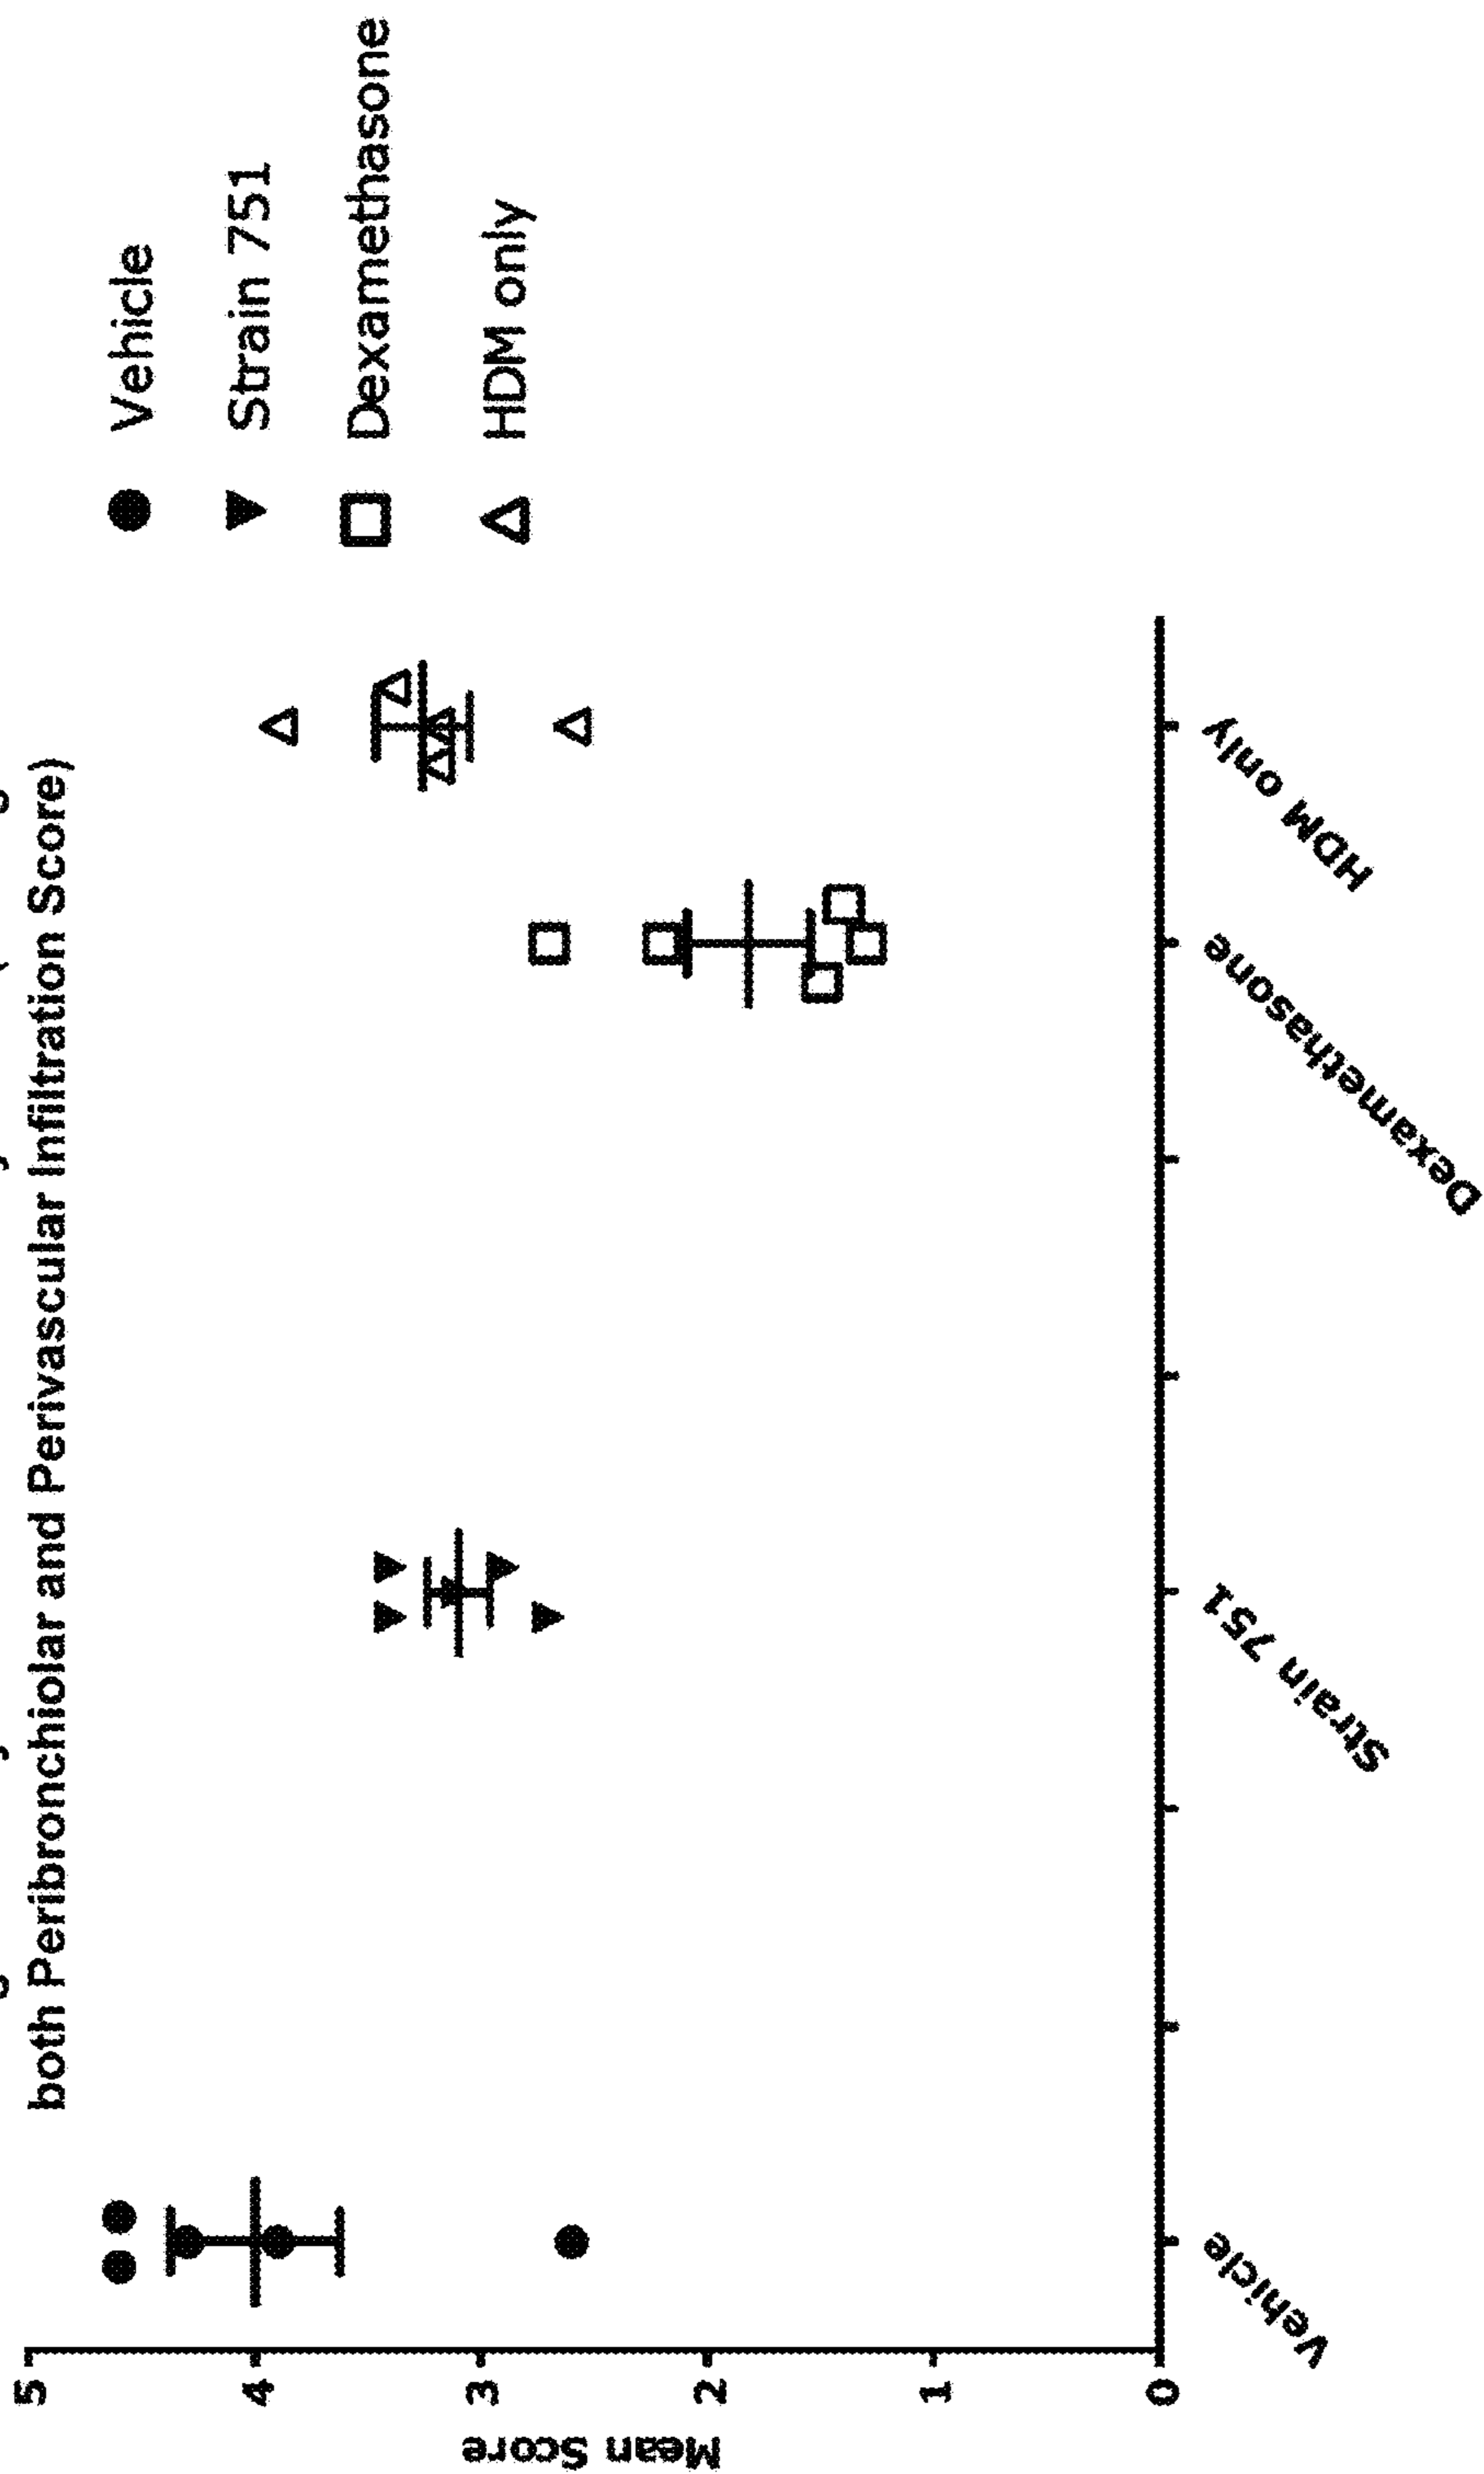 both Peribronchiolar and Perivascular Infiltration Score)
Vehicle
Strain 751
Dexamethasone
HDM only
Mean Score
5
4
3
2
1
0
Vehicle
Strain 751
Dexamethasone
HDM only